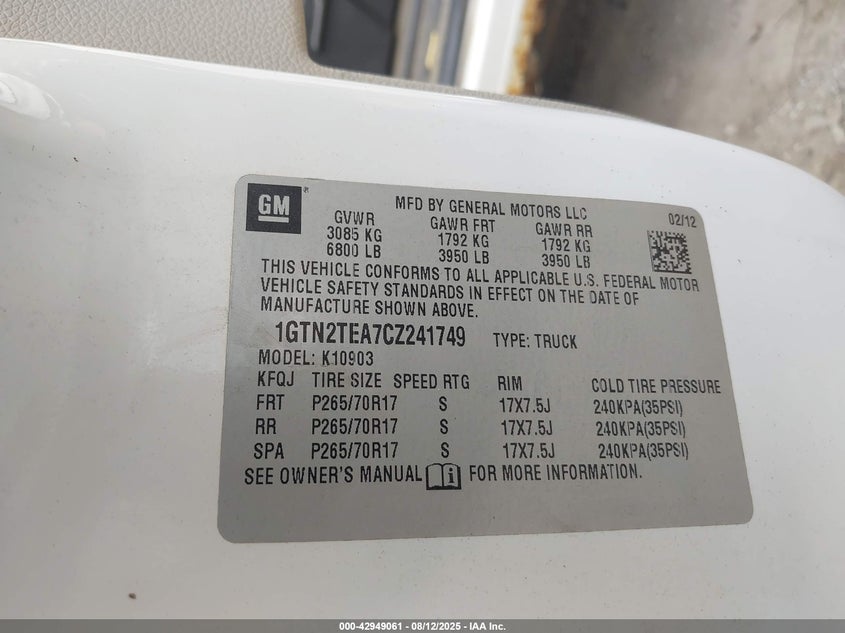 GM
MFD BY GENERAL MOTORS LLC 02/12
GVWR GAWR FRT GAWR RR
3085 KG 1792 KG 1792 KG
6800 LB 3950 LB 3950 LB
THIS VEHICLE CONFORMS TO ALL APPLICABLE U.S. FEDERAL MOTOR
VEHICLE SAFETY STANDARDS IN EFFECT ON THE DATE OF
MANUFACTURE SHOWN ABOVE.
1GTN2TEA7CZ241749 TYPE: TRUCK
MODEL: K10903
KFQJ TIRE SIZE SPEED RTG RIM COLD TIRE PRESSURE
FRT P265/70R17 S 17X7.5J 240KPA(35PSI)
RR P265/70R17 S 17X7.5J 240KPA(35PSI)
SPA P265/70R17 S 17X7.5J 240KPA(35PSI)
SEE OWNER'S MANUAL i FOR MORE INFORMATION.
000-42949061 - 08/12/2025 - IAA Inc.